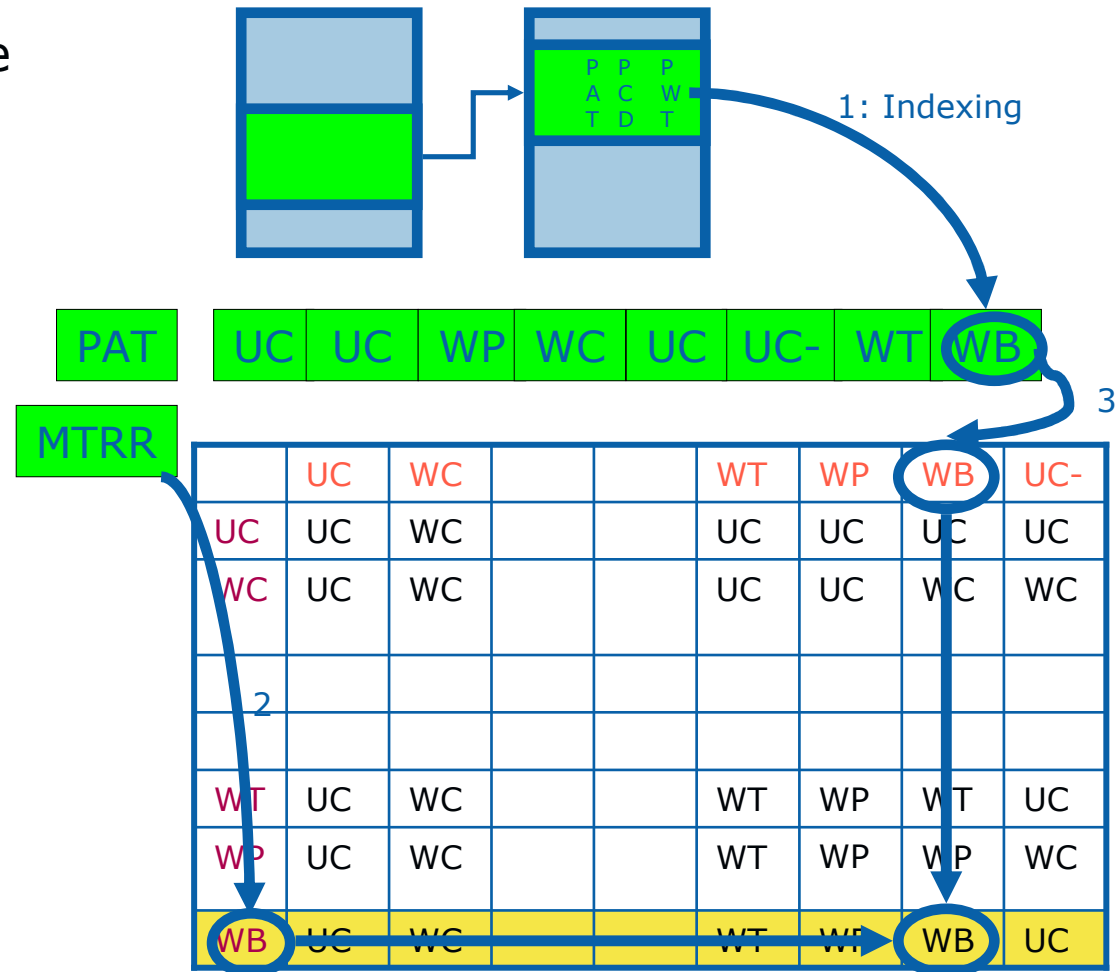 e
P P P
A C W
T D T
1: Indexing
PAT UC UC WP WC UC UC- WT WB
3
MTRR
UC WC WT WP WB UC-
UC UC WC UC UC UC UC
WC UC WC UC UC WC WC
2
WT UC WC WT WP WT UC
WP UC WC WT WP WP WC
WB UC WC WT WP WB UC